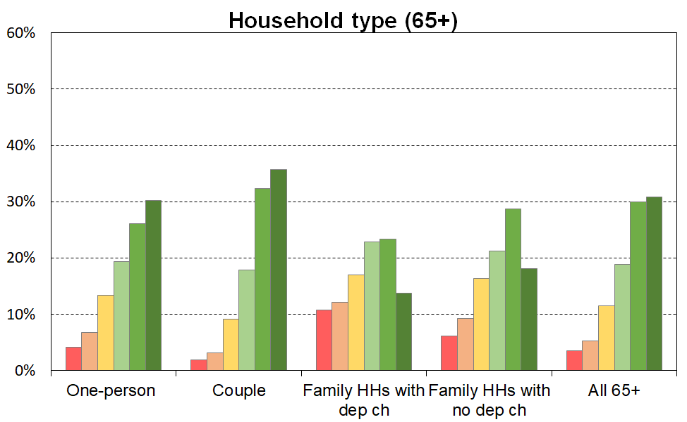 Household type (65+)
60%
50%
40%
30%
20%
10%
0%
One-person
Couple
Family HHs with
dep ch
Family HHs with
no dep ch
All 65+